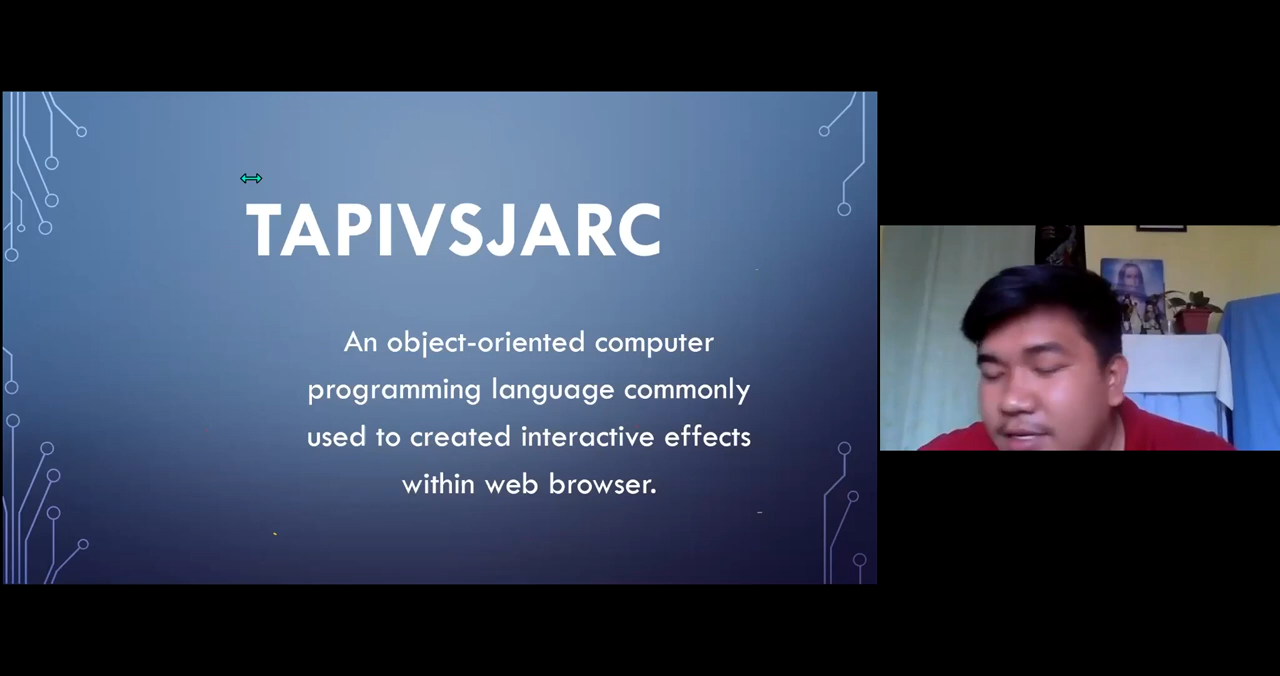 TAPIVSJARC
An object-oriented computer
programming language commonly
used to created interactive effects
within web browser.